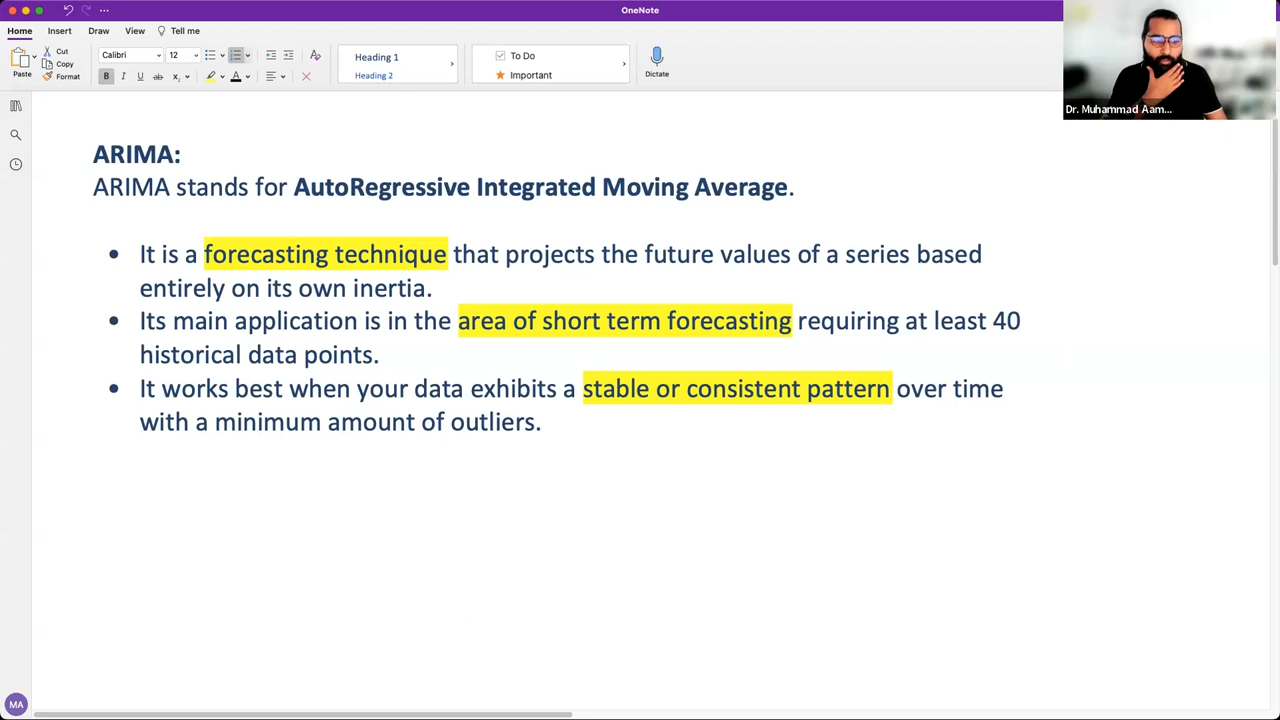 OneNote
Home Insert Draw View Tell me
Paste
Cut
Copy
Format
Calibri 12
B I U ab x A
Heading 1
Heading 2
To Do
Important
Dictate
Dr. Muhammad Aam...
ARIMA:
ARIMA stands for AutoRegressive Integrated Moving Average.
• It is a forecasting technique that projects the future values of a series based
entirely on its own inertia.
• Its main application is in the area of short term forecasting requiring at least 40
historical data points.
• It works best when your data exhibits a stable or consistent pattern over time
with a minimum amount of outliers.
MA